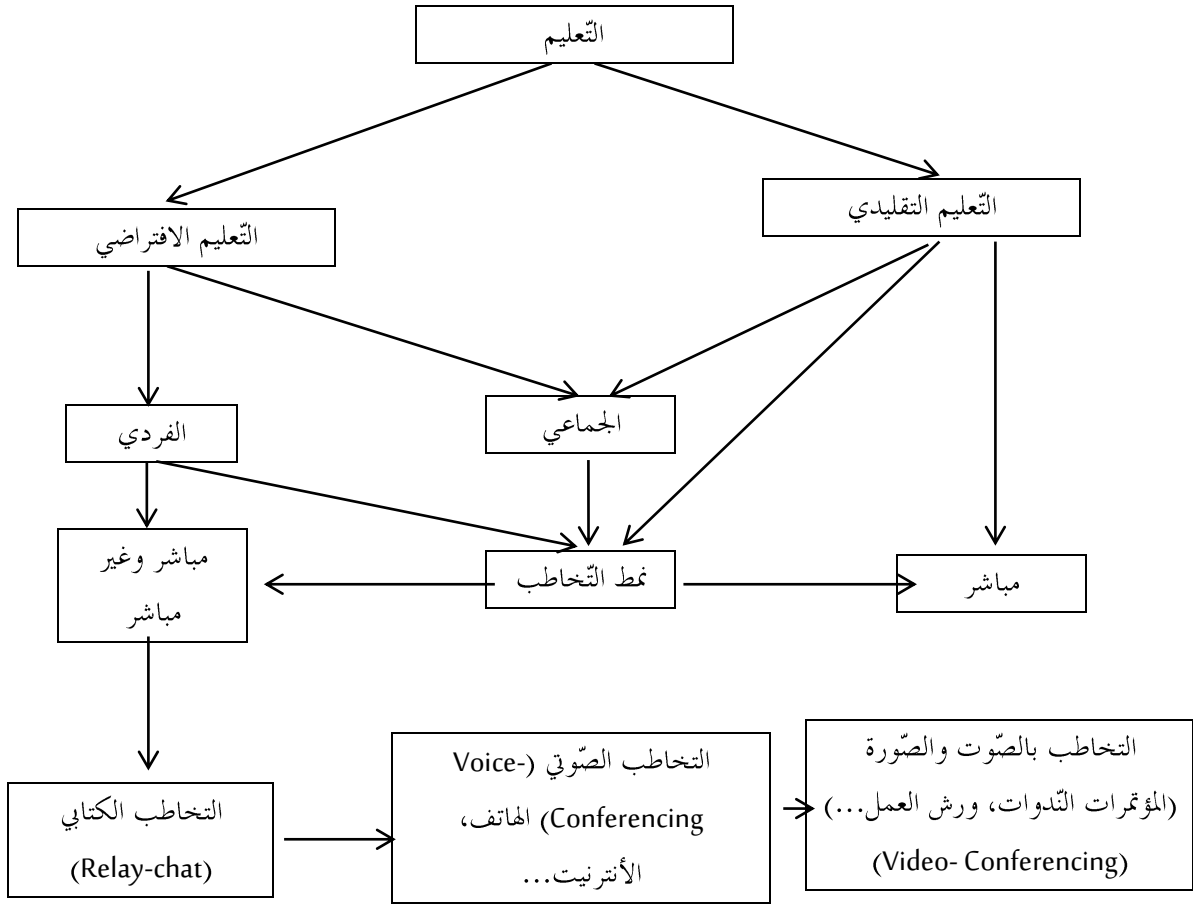 التّعليم
التّعليم التقليدي
التّعليم الافتراضي
الجماعي
الفردي
مباشر
نمط التّخاطب
مباشر وغير
مباشر
التخاطب بالصّوت والصّورة
(المؤتمرات النّدوات، ورش العمل...)
(Video- Conferencing)
التخاطب الصّوتي (Voice-
Conferencing) الهاتف،
الأنترنيت...
التخاطب الكتابي
(Relay-chat)